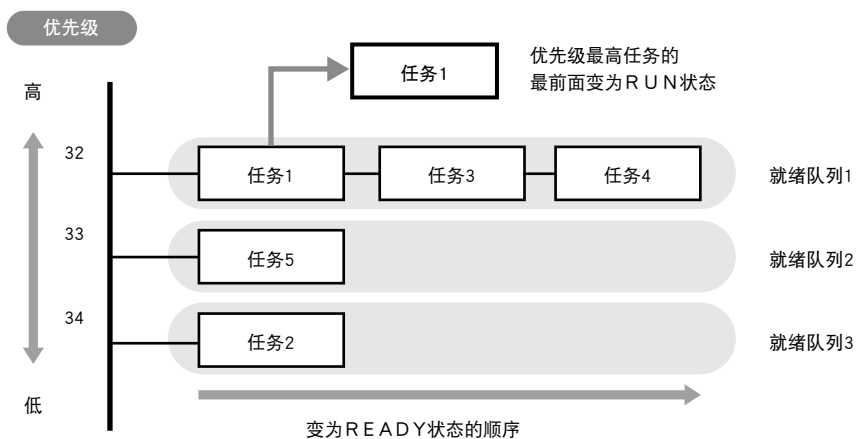 优先级
任务1
优先级最高任务的
最前面变为ＲＵＮ状态
高
32
任务1
任务3
任务4
就绪队列1
33
任务5
就绪队列2
34
任务2
就绪队列3
低
变为ＲＥＡＤＹ状态的顺序